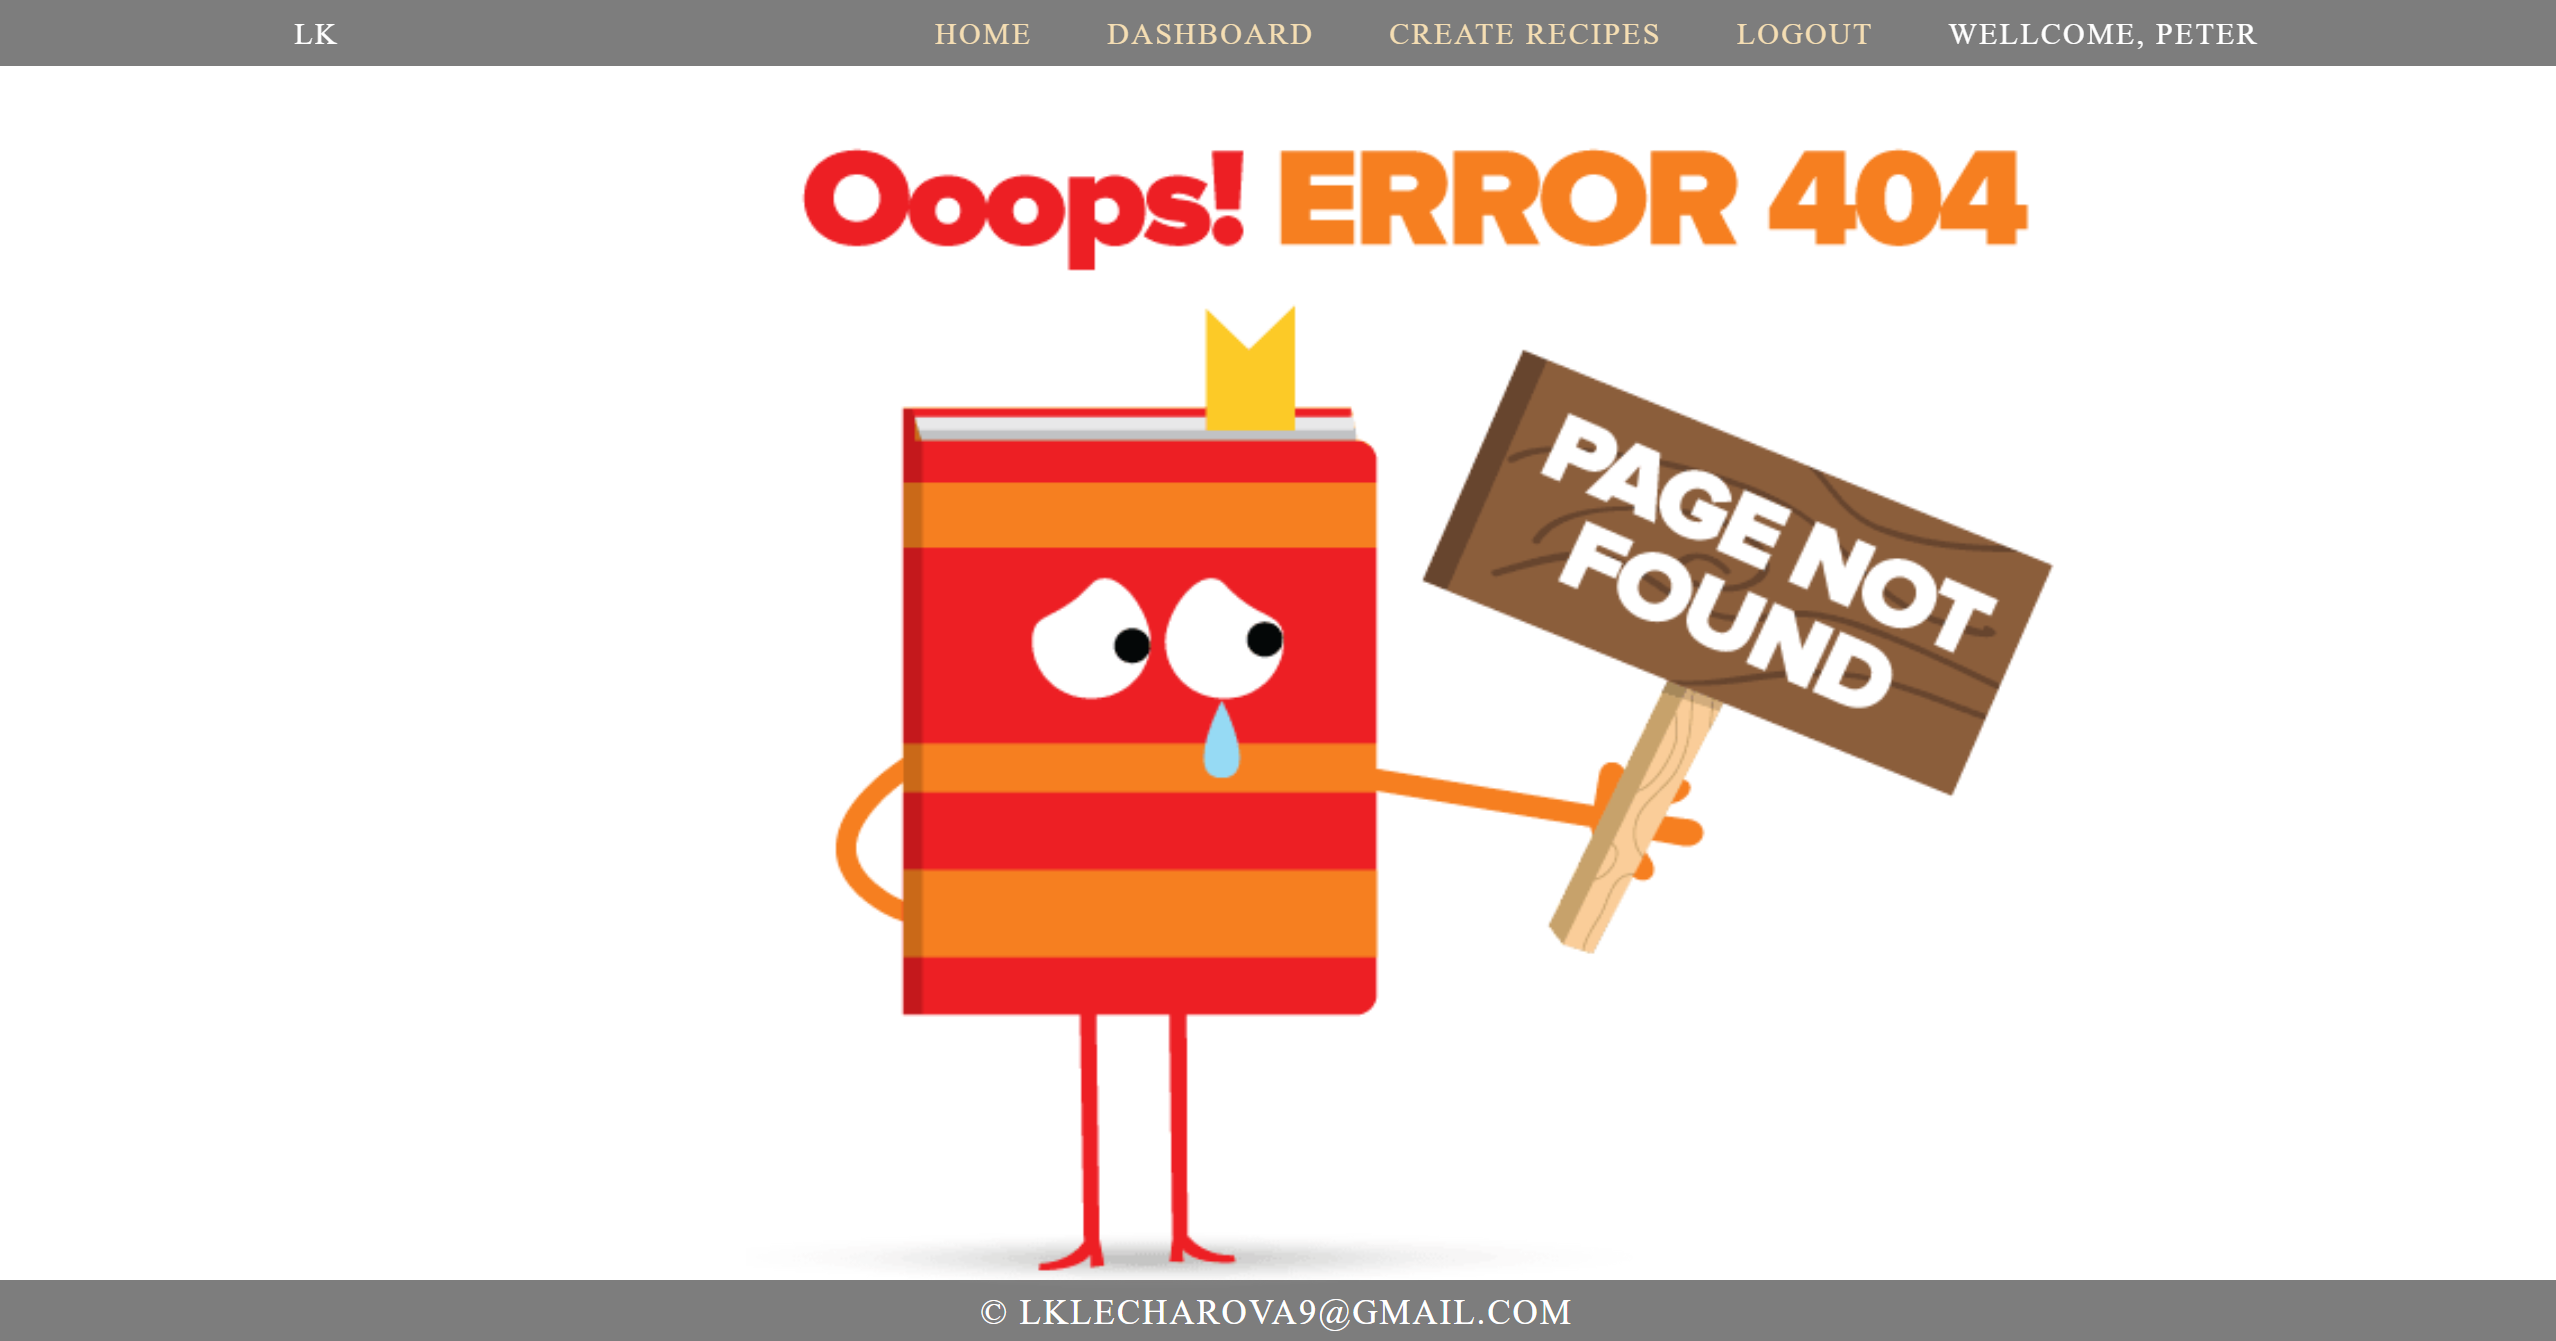 LK HOME DASHBOARD CREATE RECIPES LOGOUT WELLCOME, PETER
Ooops! ERROR 404
PAGE NOT
FOUND
© LKLECHAROVA9@GMAIL.COM